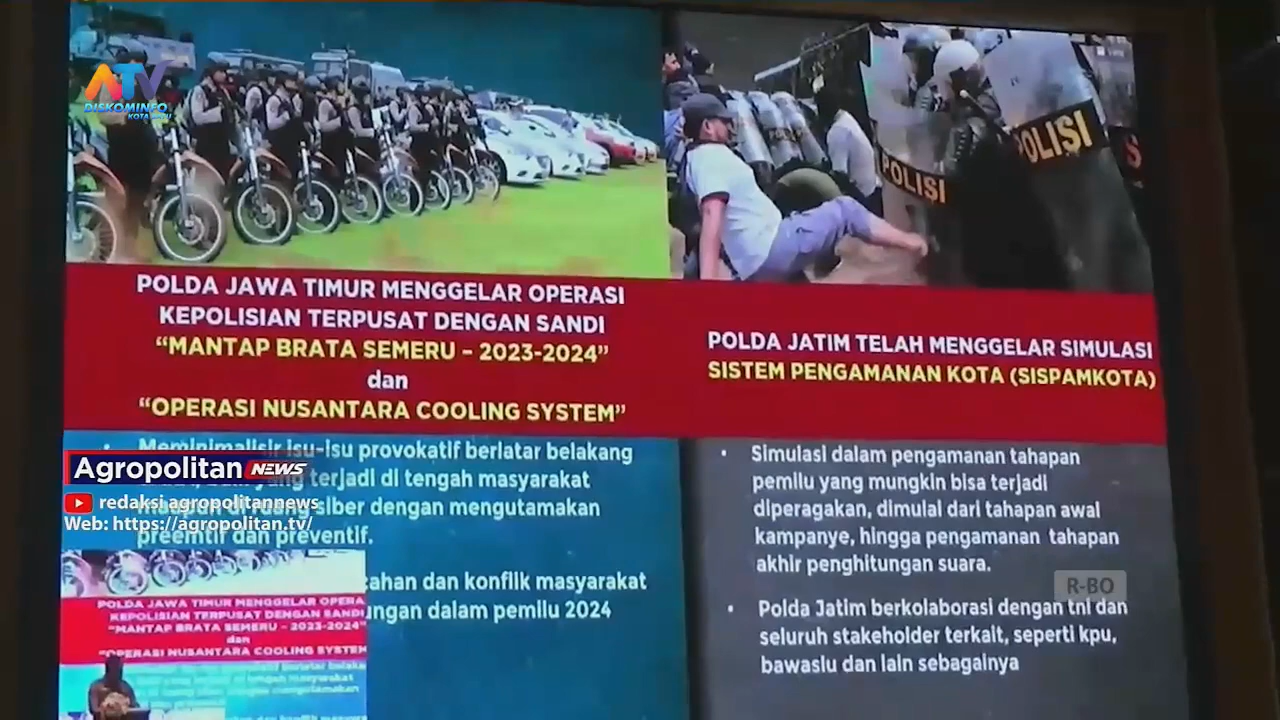 ATV
DISKOMINFO
POLISI
POLISI
POLDA JAWA TIMUR MENGGELAR OPERASI
KEPOLISIAN TERPUSAT DENGAN SANDI
“MANTAP BRATA SEMERU – 2023-2024”
dan
“OPERASI NUSANTARA COOLING SYSTEM”
POLDA JATIM TELAH MENGGELAR SIMULASI
SISTEM PENGAMANAN KOTA (SISPAMKOTA)
• Meminimalisir isu-isu provokatif berlatar belakang
yang terjadi di tengah masyarakat
maupun di ruang siber dengan mengutamakan
preemtif dan preventif.
dan konflik masyarakat
dalam pemilu 2024
• Simulasi dalam pengamanan tahapan
pemilu yang mungkin bisa terjadi
diperagakan, dimulai dari tahapan awal
kampanye, hingga pengamanan tahapan
akhir penghitungan suara.
• Polda Jatim berkolaborasi dengan tni dan
seluruh stakeholder terkait, seperti kpu,
bawaslu dan lain sebagainya
Agropolitan NEWS
redaksi agropolitannews
Web: https://agropolitan.tv/
R-BO
POLDA JAWA TIMUR MENGGELAR OPERA
KEPOLISIAN TERPUSAT DENGAN SANDI
“MANTAP BRATA SEMERU – 2023-2024”
dan
“OPERASI NUSANTARA COOLING SYSTEM